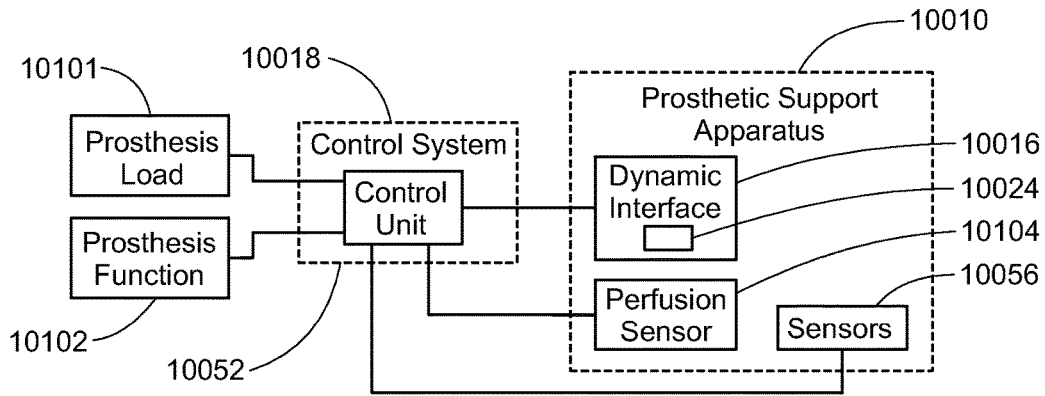 10010
10101
10018
Prosthetic Support
Apparatus
Prosthesis
Load
Control System
Control
Unit
Dynamic
Interface
10016
10024
Prosthesis
Function
10104
10056
Perfusion
Sensor
Sensors
10102
10052